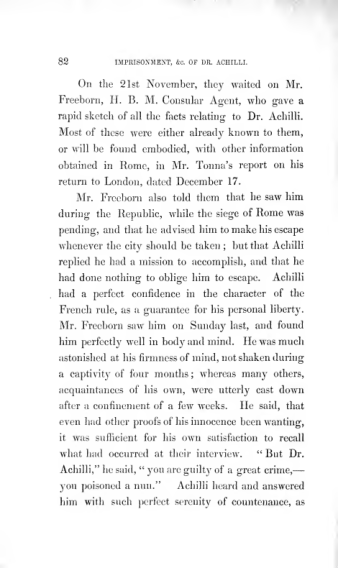 82 IMPRISONMENT, &c. OF DR. ACHILLI.
On the 21st November, they waited on Mr.
Freeborn, H. B. M. Consular Agent, who gave a
rapid sketch of all the facts relating to Dr. Achilli.
Most of these were either already known to them,
or will be found embodied, with other information
obtained in Rome, in Mr. Tonna's report on his
return to London, dated December 17.
Mr. Freeborn also told them that he saw him
during the Republic, while the siege of Rome was
pending, and that he advised him to make his escape
whenever the city should be taken; but that Achilli
replied he had a mission to accomplish, and that he
had done nothing to oblige him to escape. Achilli
had a perfect confidence in the character of the
French rule, as a guarantee for his personal liberty.
Mr. Freeborn saw him on Sunday last, and found
him perfectly well in body and mind. He was much
astonished at his firmness of mind, not shaken during
a captivity of four months; whereas many others,
acquaintances of his own, were utterly cast down
after a confinement of a few weeks. He said, that
even had other proofs of his innocence been wanting,
it was sufficient for his own satisfaction to recall
what had occurred at their interview. "But Dr.
Achilli," he said, "you are guilty of a great crime,—
you poisoned a nun." Achilli heard and answered
him with such perfect serenity of countenance, as